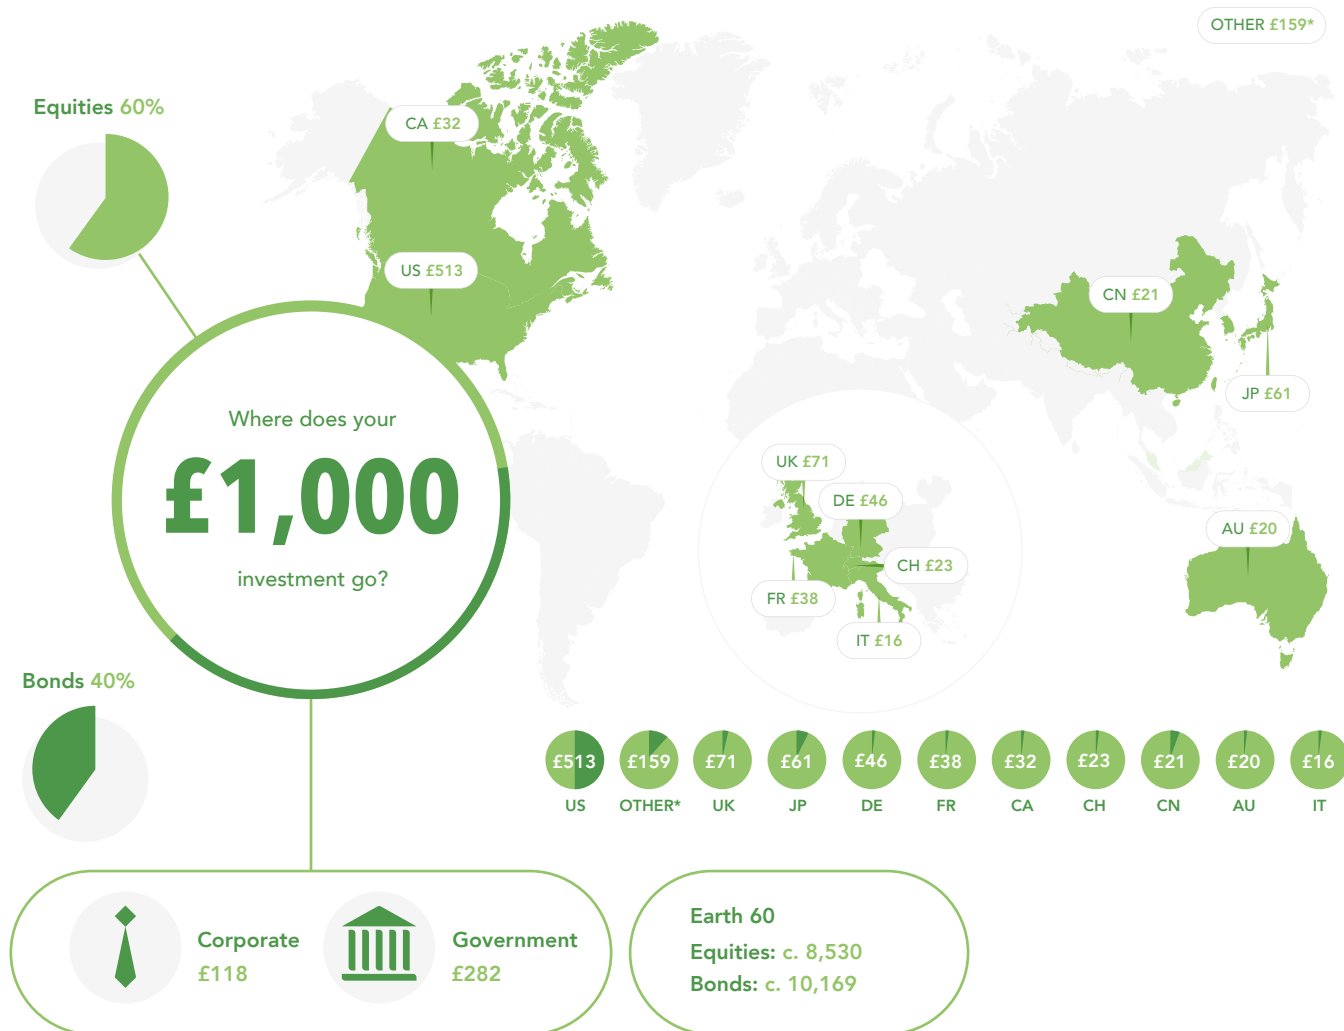 OTHER £159*
Equities 60%
CA £32
US £513
CN £21
JP £61
Where does your
£1,000
investment go?
UK £71
DE £46
AU £20
CH £23
FR £38
IT £16
Bonds 40%
£513 £159 £71 £61 £46 £38 £32 £23 £21 £20 £16
US OTHER* UK JP DE FR CA CH CN AU IT
Corporate
£118
Government
£282
Earth 60
Equities: c. 8,530
Bonds: c. 10,169